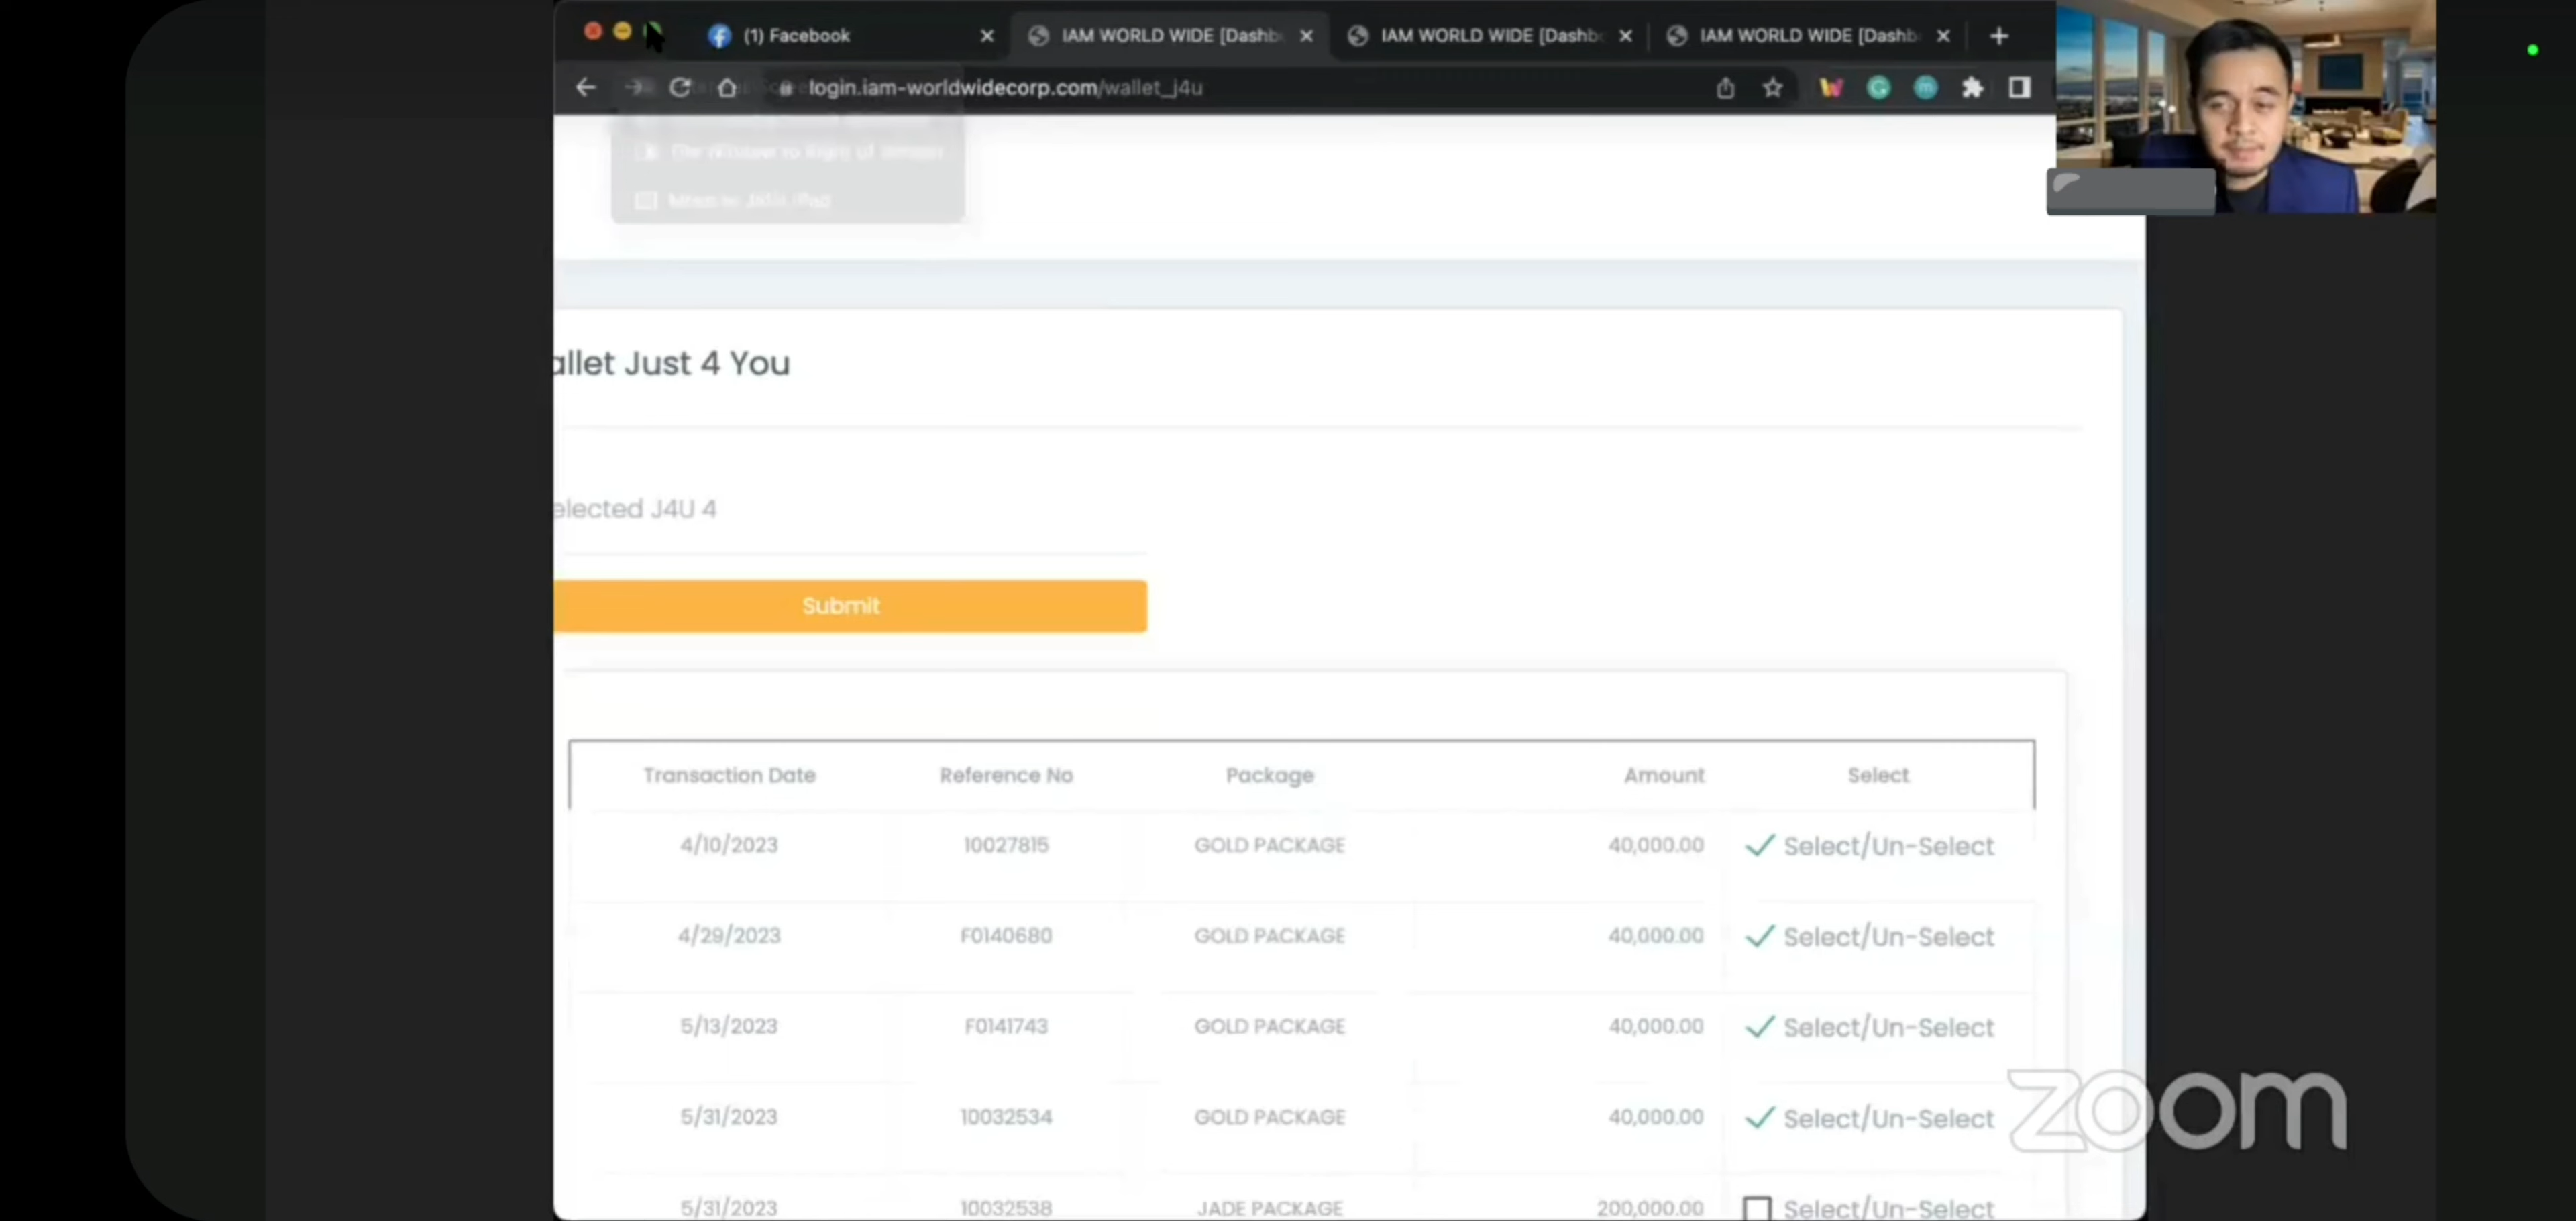 (1) Facebook
IAM WORLD WIDE [Dashb
IAM WORLD WIDE [Dashb
IAM WORLD WIDE [Dashb
login.iam-worldwidecorp.com/wallet_j4u
allet Just 4 You
elected J4U 4
Submit
Transaction Date Reference No Package Amount Select
4/10/2023 10027815 GOLD PACKAGE 40,000.00 Select/Un-Select
4/29/2023 F0140680 GOLD PACKAGE 40,000.00 Select/Un-Select
5/13/2023 F0141743 GOLD PACKAGE 40,000.00 Select/Un-Select
5/31/2023 10032534 GOLD PACKAGE 40,000.00 Select/Un-Select
5/31/2023 10032538 JADE PACKAGE 200,000.00 Select/Un-Select
zoom